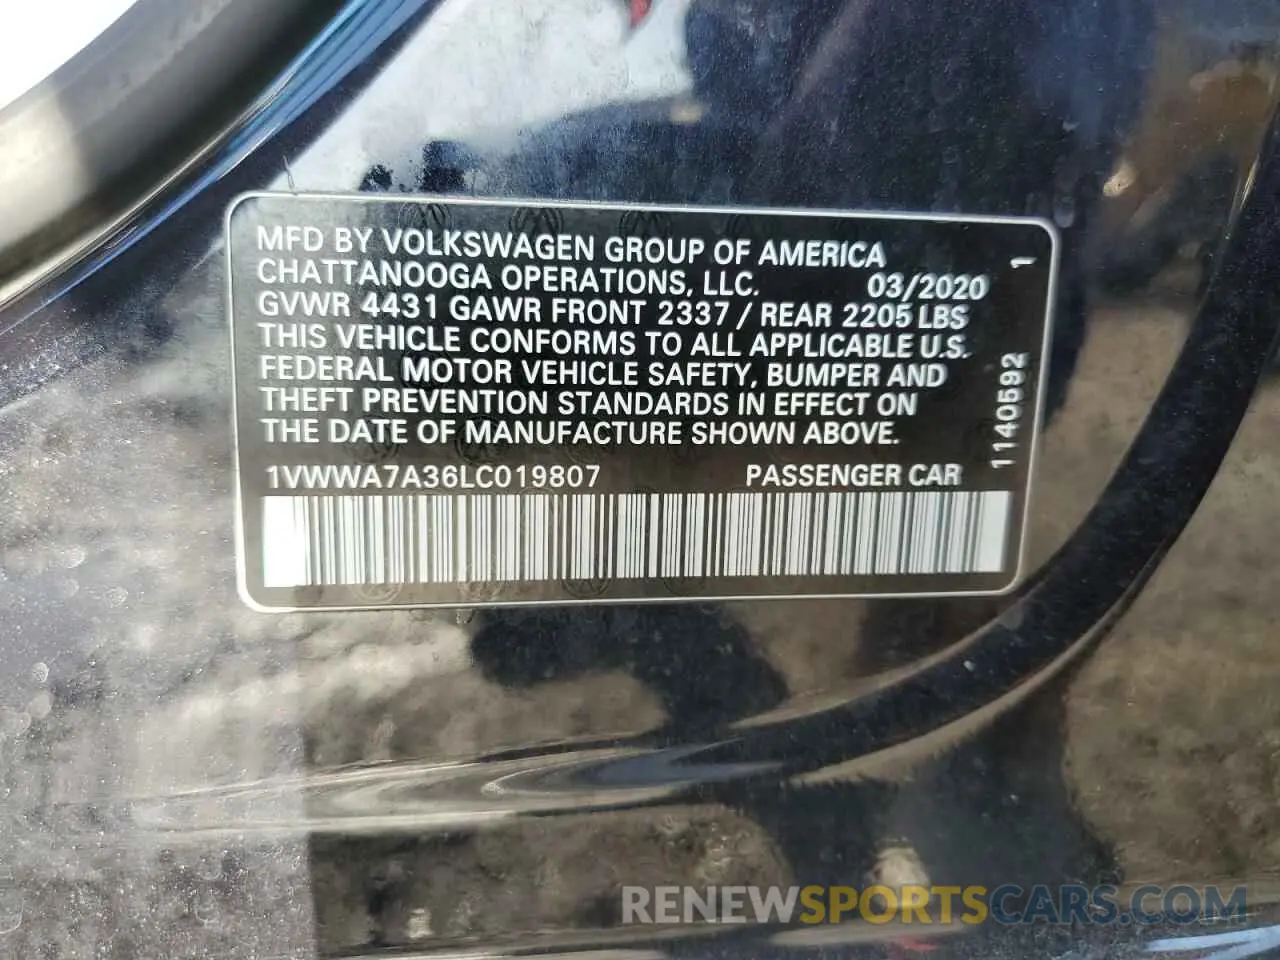 MFD BY VOLKSWAGEN GROUP OF AMERICA
CHATTANOOGA OPERATIONS, LLC. 03/2020
GVWR 4431 GAWR FRONT 2337 / REAR 2205 LBS
THIS VEHICLE CONFORMS TO ALL APPLICABLE U.S.
FEDERAL MOTOR VEHICLE SAFETY, BUMPER AND
THEFT PREVENTION STANDARDS IN EFFECT ON
THE DATE OF MANUFACTURE SHOWN ABOVE.
1VWWA7A36LC019807 PASSENGER CAR
1140592 1
RENEWSPORTSCARS.COM